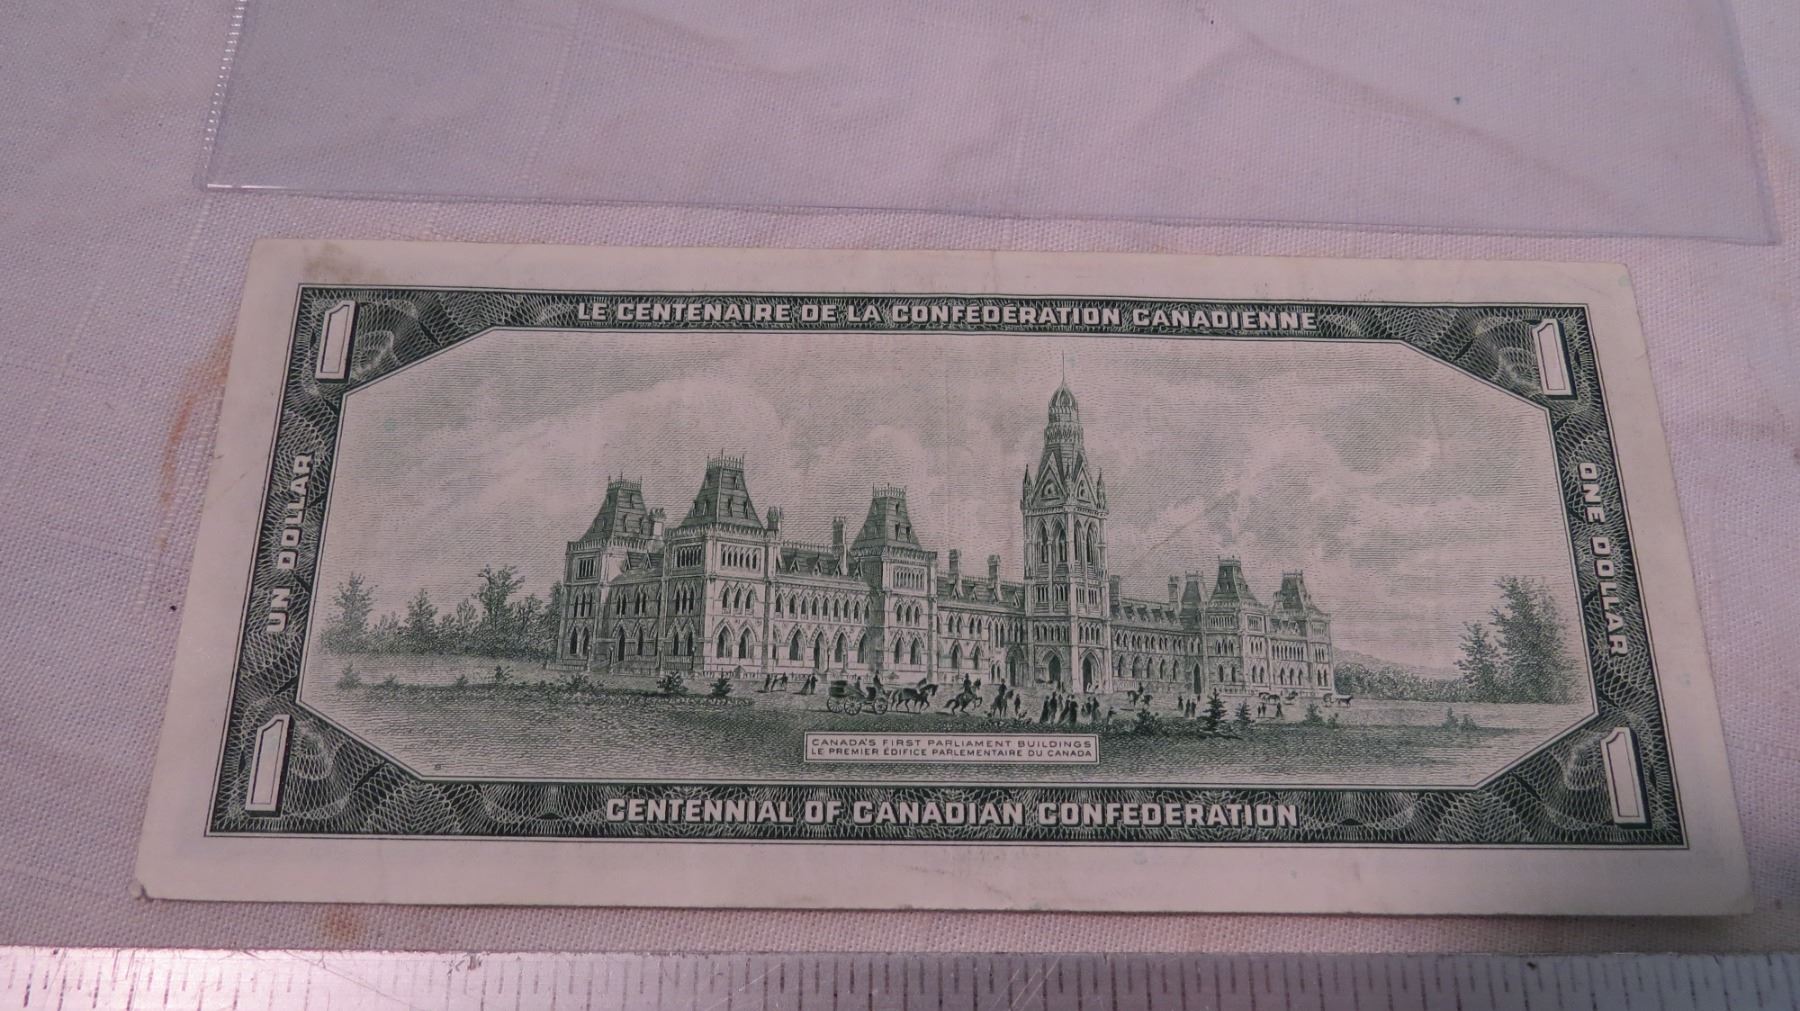 1
LE CENTENAIRE DE LA CONFÉDÉRATION CANADIENNE
1
UN DOLLAR
ONE DOLLAR
CANADA'S FIRST PARLIAMENT BUILDINGS
LE PREMIER ÉDIFICE PARLEMENTAIRE DU CANADA
1
CENTENNIAL OF CANADIAN CONFEDERATION
1